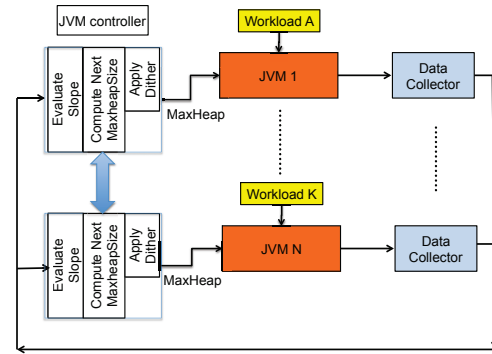 JVM controller
Workload A
Evaluate
Slope
Compute Next
MaxheapSize
Apply
Dither
MaxHeap
JVM 1
Data
Collector
Workload K
Evaluate
Slope
Compute Next
MaxheapSize
Apply
Dither
MaxHeap
JVM N
Data
Collector